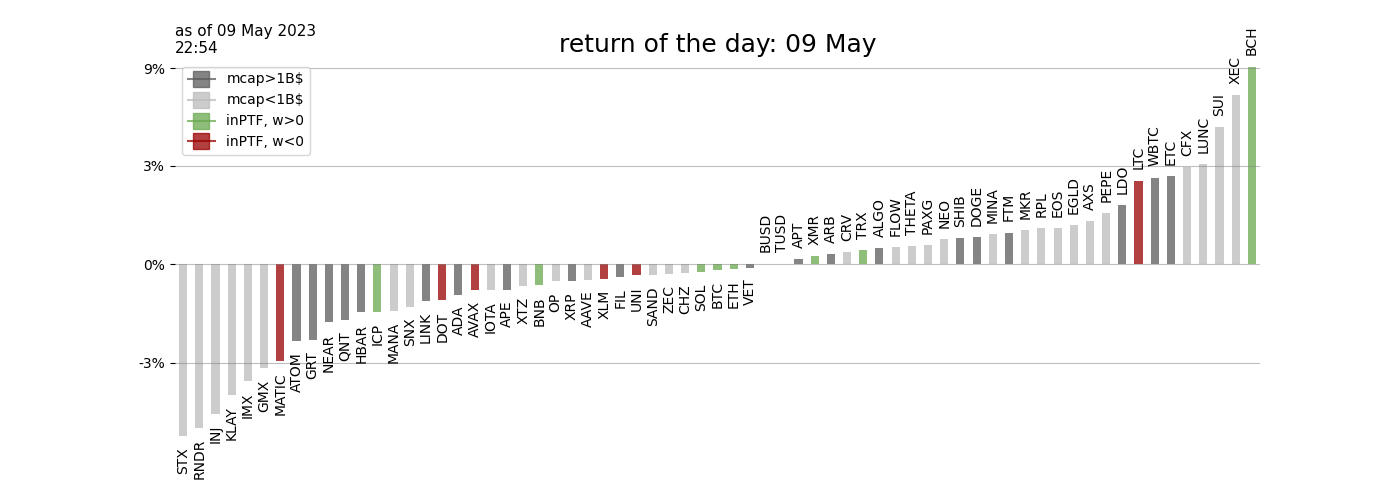 as of 09 May 2023
22:54
return of the day: 09 May
mcap>1B$
mcap<1B$
inPTF, w>0
inPTF, w<0
9%
3%
0%
-3%
STX
RNDR
INJ
KLAY
IMX
GMX
MATIC
ATOM
GRT
NEAR
QNT
HBAR
ICP
MANA
SNX
LINK
DOT
ADA
AVAX
IOTA
APE
XTZ
BNB
OP
XRP
AAVE
XLM
FIL
UNI
SAND
ZEC
CHZ
SOL
BTC
ETH
VET
BUSD
TUSD
APT
XMR
ARB
CRV
TRX
ALGO
FLOW
THETA
PAXG
NEO
SHIB
DOGE
MINA
FTM
MKR
RPL
EOS
EGLD
AXS
PEPE
LDO
LTC
WBTC
ETC
CFX
LUNC
SUI
XEC
BCH